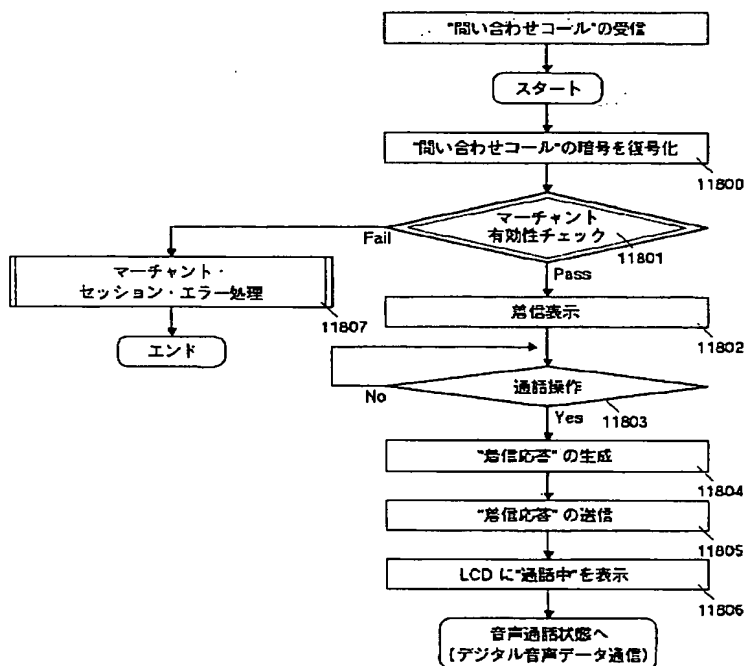 "問い合わせコール"の受信
スタート
"問い合わせコール"の暗号を復号化
11800
マーチャント
有効性チェック
11801
Fail
Pass
マーチャント・
セッション・エラー処理
11807
エンド
着信表示
11802
通話操作
11803
No
Yes
"着信応答" の生成
11804
"着信応答" の送信
11805
LCD に"通話中"を表示
11806
音声通話状態へ
(デジタル音声データ通信)